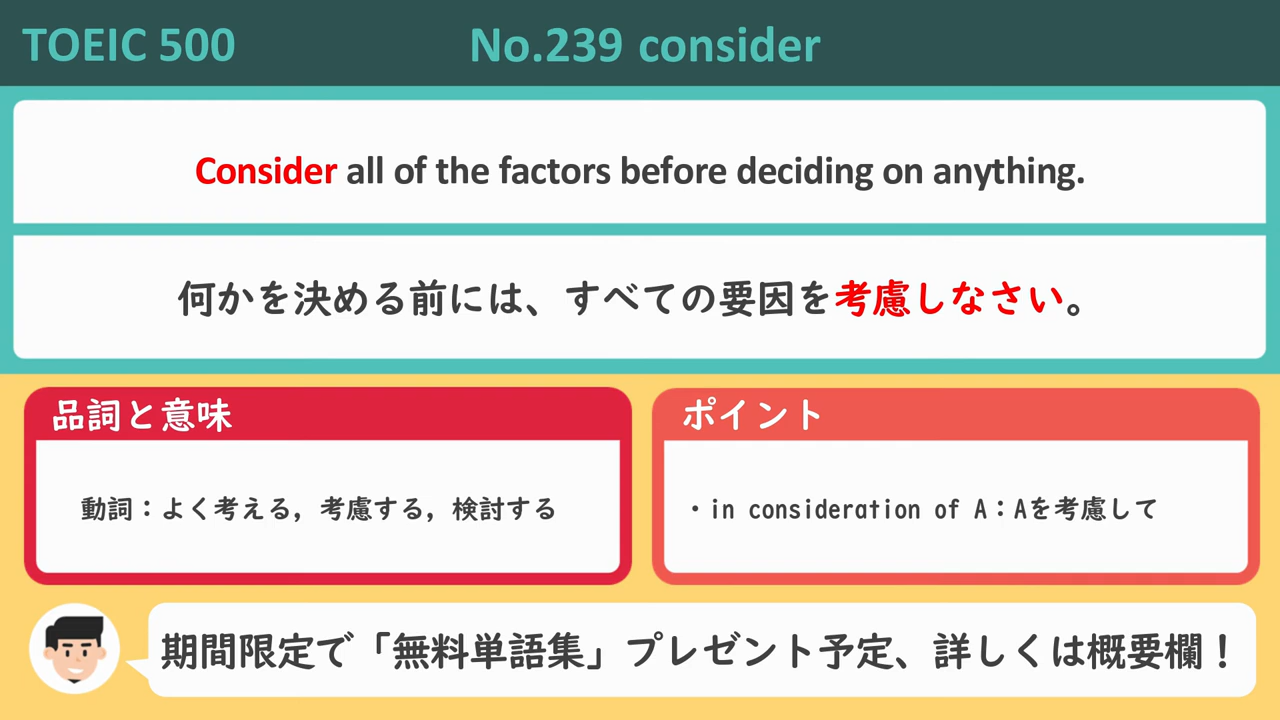 TOEIC 500
No.239 consider
Consider all of the factors before deciding on anything.
何かを決める前には、すべての要因を考慮しなさい。
品詞と意味
動詞：よく考える，考慮する，検討する
ポイント
・in consideration of A：Aを考慮して
期間限定で「無料単語集」プレゼント予定、詳しくは概要欄！